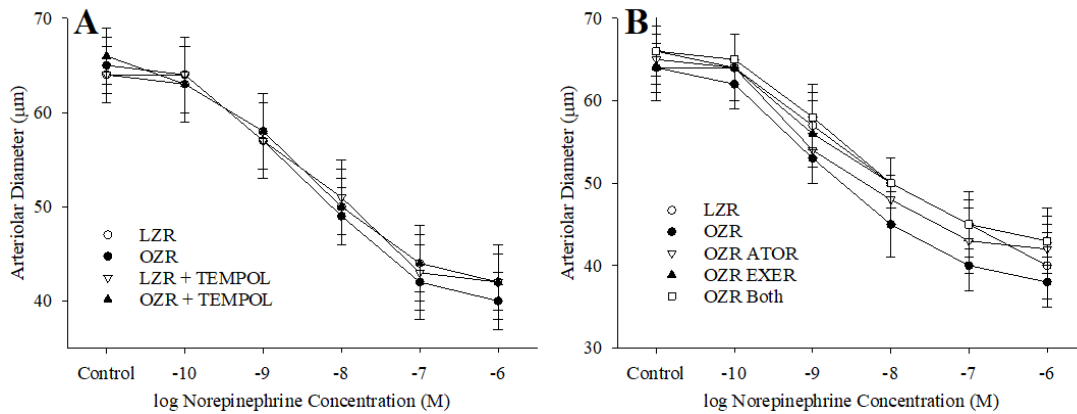 A
70
60
50
40
Arteriolar Diameter (μm)
LZR
OZR
LZR + TEMPOL
OZR + TEMPOL
Control -10 -9 -8 -7 -6
log Norepinephrine Concentration (M)
B
70
60
50
40
30
Arteriolar Diameter (μm)
LZR
OZR
OZR ATOR
OZR EXER
OZR Both
Control -10 -9 -8 -7 -6
log Norepinephrine Concentration (M)